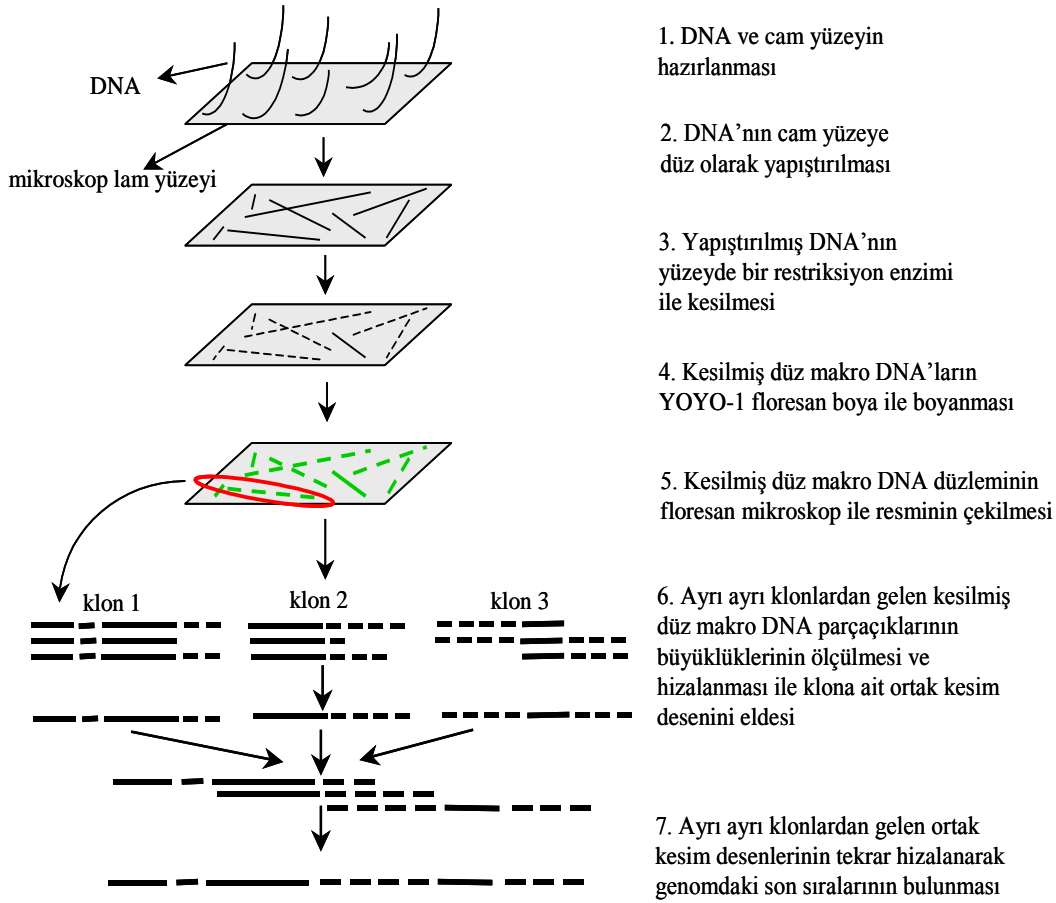 DNA
mikroskop lam yüzeyi
1. DNA ve cam yüzeyin
hazırlanması
2. DNA’nın cam yüzeye
düz olarak yapıştırılması
3. Yapıştırılmış DNA’nın
yüzeyde bir restriksiyon enzimi
ile kesilmesi
4. Kesilmiş düz makro DNA’ların
YOYO-1 floresan boya ile boyanması
5. Kesilmiş düz makro DNA düzleminin
floresan mikroskop ile resminin çekilmesi
klon 1
klon 2
klon 3
6. Ayrı ayrı klonlardan gelen kesilmiş
düz makro DNA parçaçıklarının
büyüklüklerinin ölçülmesi ve
hizalanması ile klona ait ortak kesim
desenini eldesi
7. Ayrı ayrı klonlardan gelen ortak
kesim desenlerinin tekrar hizalanarak
genomdaki son sıralarının bulunması